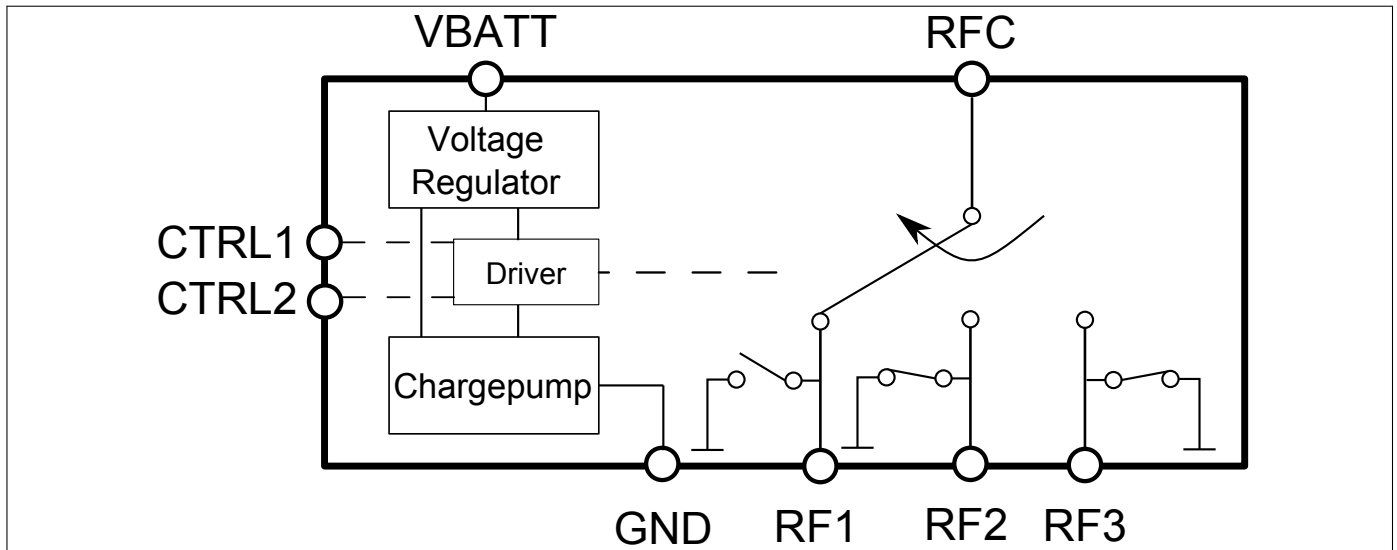 VBATT
RFC
Voltage
Regulator
CTRL1
Driver
CTRL2
Chargepump
GND
RF1
RF2
RF3